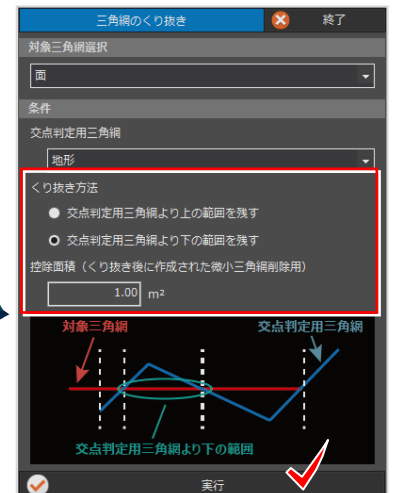 三角網のくり抜き
終了
対象三角網選択
面
条件
交点判定用三角網
地形
くり抜き方法
交点判定用三角網より上の範囲を残す
交点判定用三角網より下の範囲を残す
控除面積（くり抜き後に作成された微小三角網削除用）
1.00 m²
対象三角網 交点判定用三角網
交点判定用三角網より下の範囲
実行